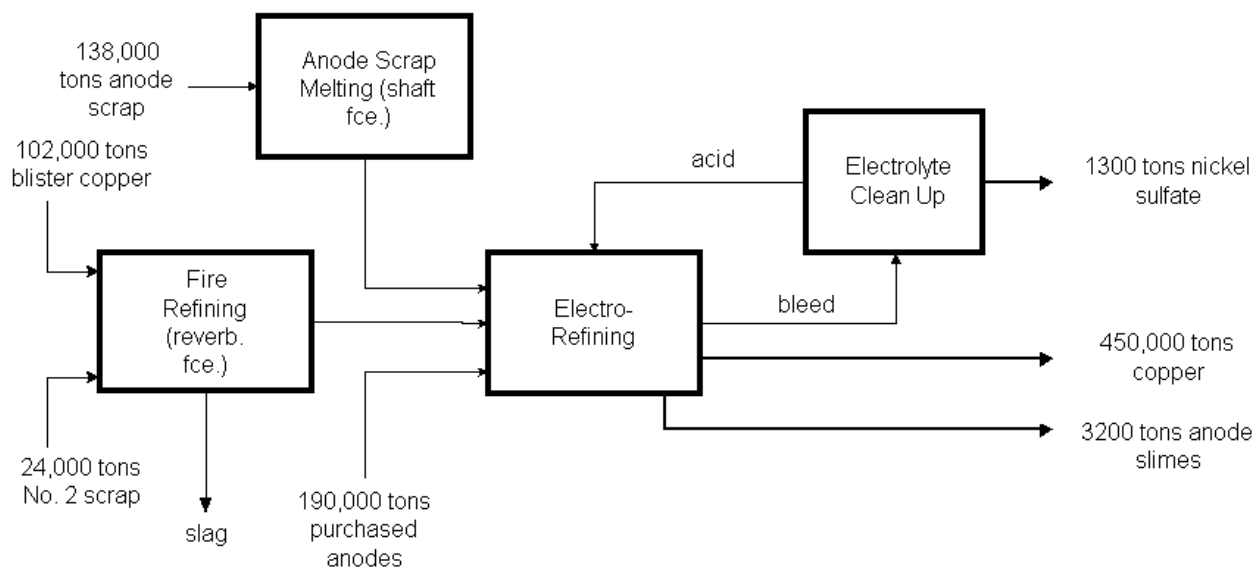 138,000
tons anode
scrap
Anode Scrap
Melting (shaft
fce.)
102,000 tons
blister copper
acid
Electrolyte
Clean Up
1300 tons nickel
sulfate
Fire
Refining
(reverb.
fce.)
Electro-
Refining
bleed
450,000 tons
copper
3200 tons anode
slimes
24,000 tons
No. 2 scrap
slag
190,000 tons
purchased
anodes